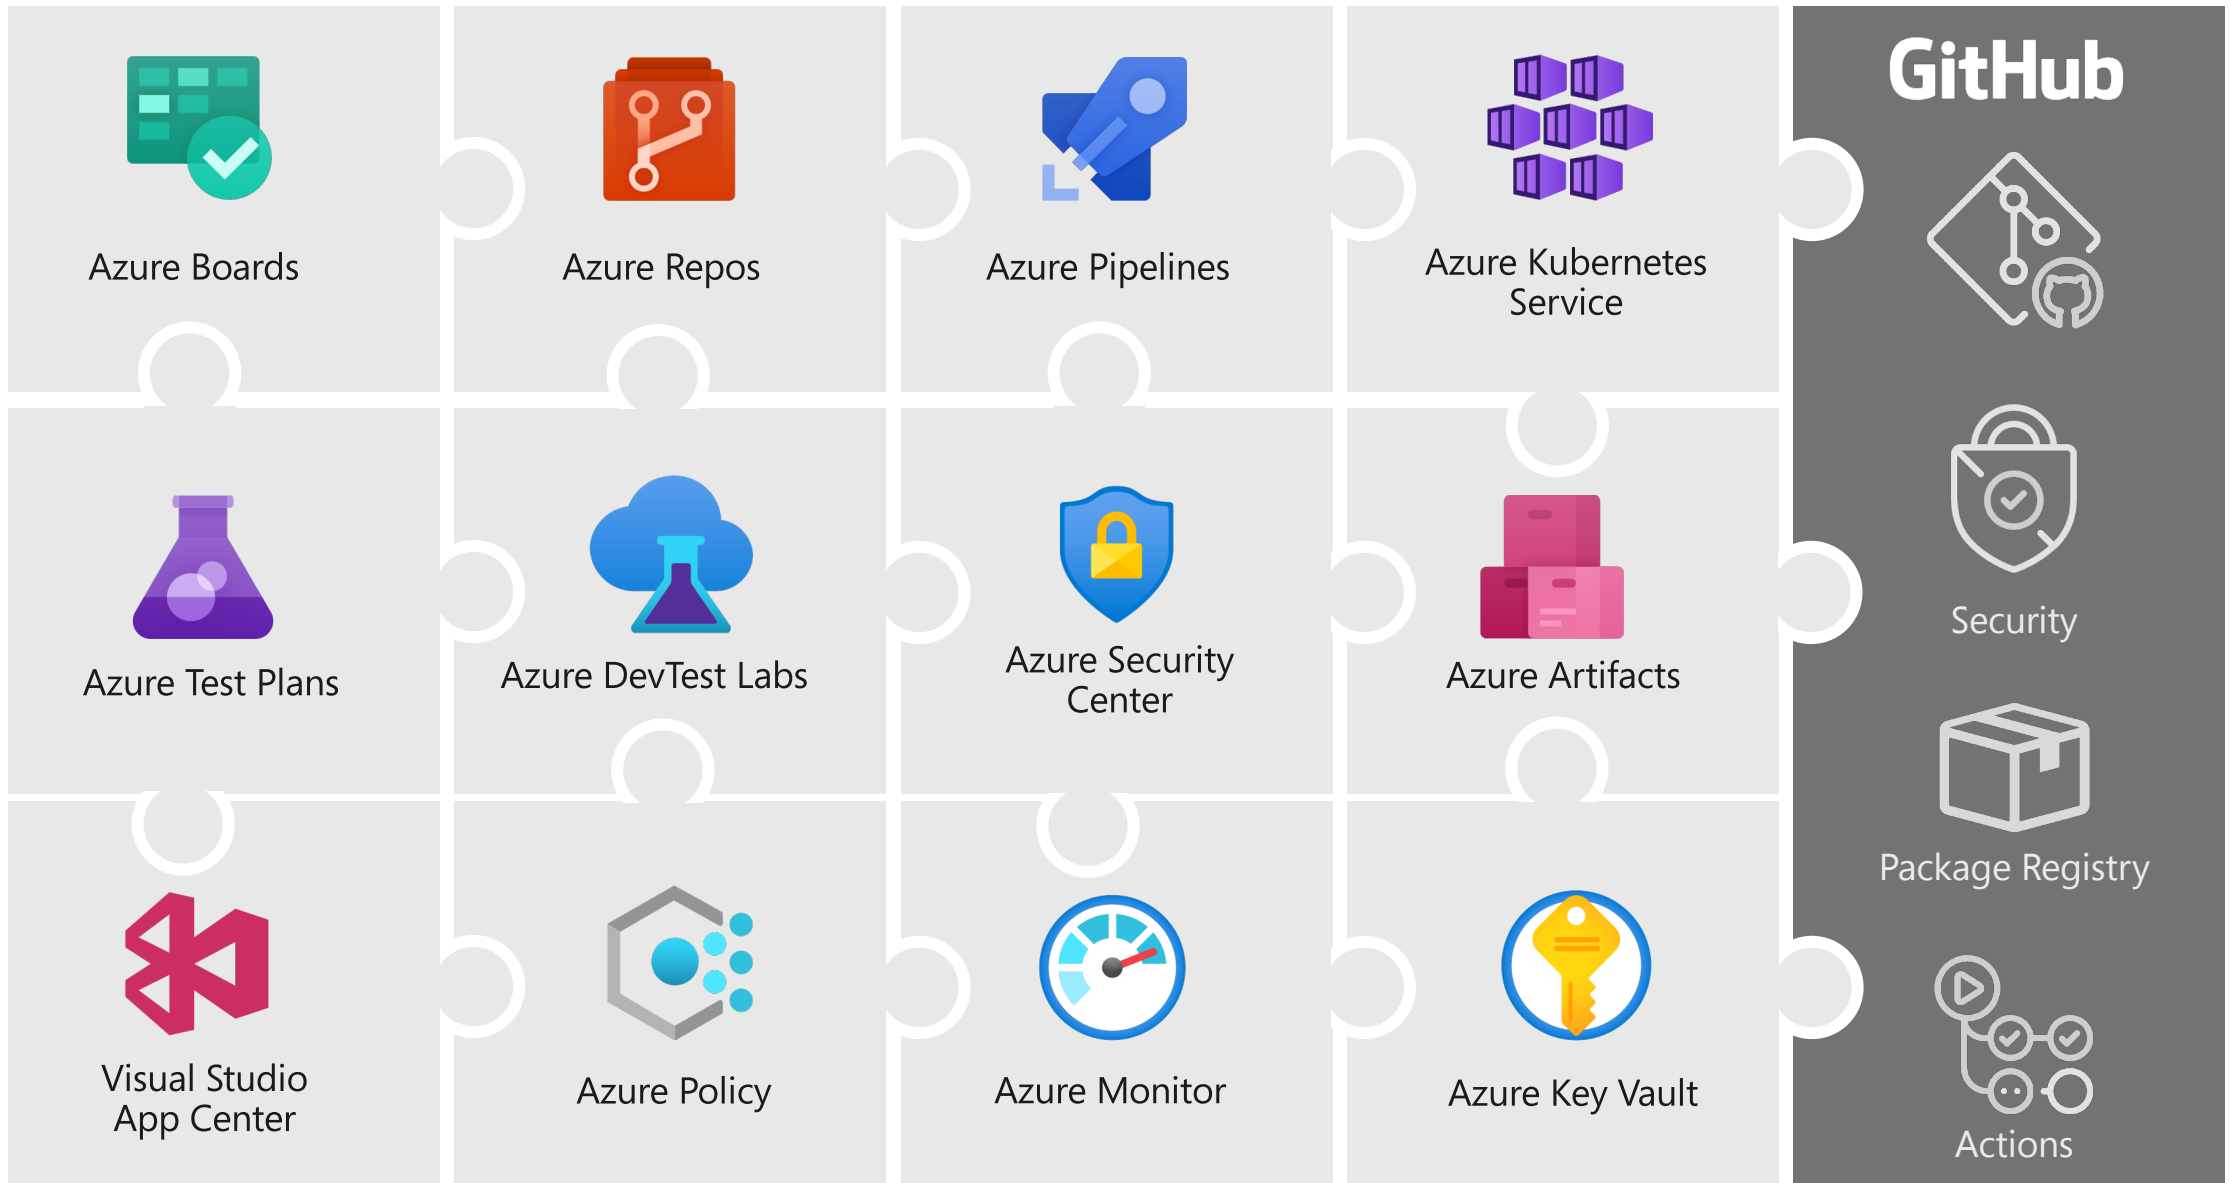 Azure Boards
Azure Repos
Azure Pipelines
Azure Kubernetes
Service
GitHub
Azure Test Plans
Azure DevTest Labs
Azure Security
Center
Azure Artifacts
Security
Package Registry
Visual Studio
App Center
Azure Policy
Azure Monitor
Azure Key Vault
Actions